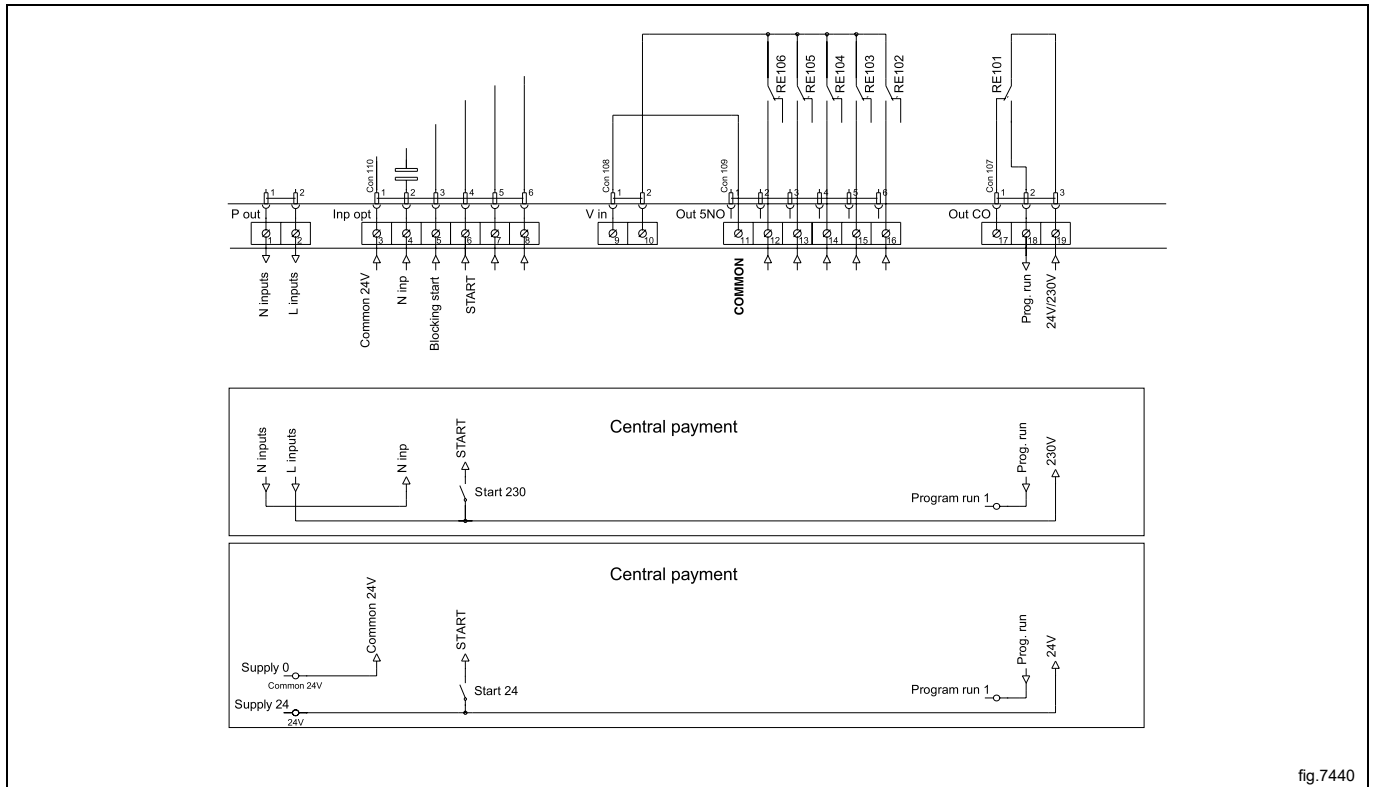 RE106
RE105
RE104
RE103
RE102
RE101
Con 110
Con 108
Con 109
Con 107
1 2
1 2 3 4 5 6
1 2
1 2 3 4 5 6
1 2 3
P out
Inp opt
V in
Out 5NO
Out CO
1 2
3 4 5 6 7 8
9 10
11 12 13 14 15 16
17 18 19
N inputs
L inputs
Common 24V
N inp
Blocking start
START
COMMON
Prog. run
24V/230V
Central payment
N inputs
L inputs
N inp
START
Start 230
Program run 1
Prog. run
230V
Central payment
Common 24V
START
Supply 0
Common 24V
Supply 24
24V
Start 24
Program run 1
Prog. run
24V
fig.7440